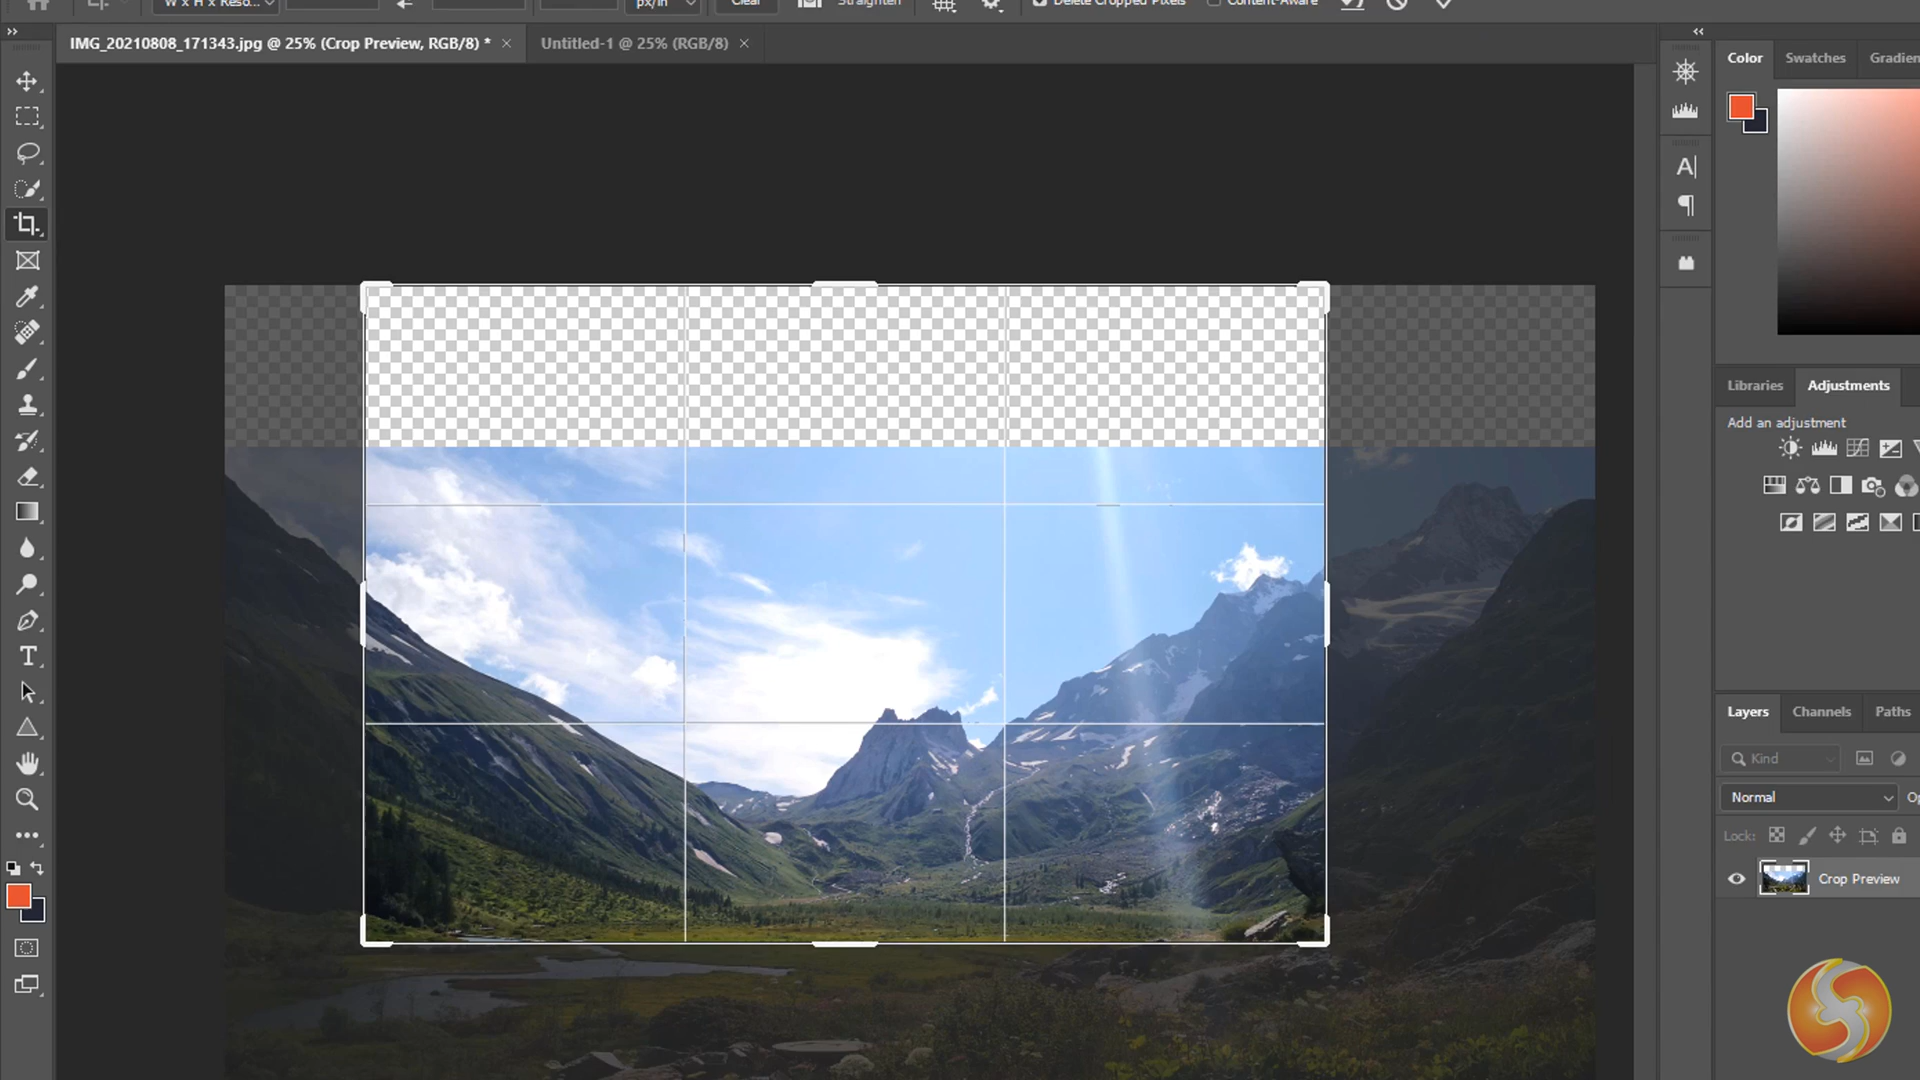 W x H x Reso... px/in Clear Straighten Delete Cropped Pixels Content-Aware
IMG_20210808_171343.jpg @ 25% (Crop Preview, RGB/8) * × Untitled-1 @ 25% (RGB/8) ×
Color Swatches Gradien
Libraries Adjustments
Add an adjustment
Layers Channels Paths
Kind
Normal Op
Lock:
Crop Preview